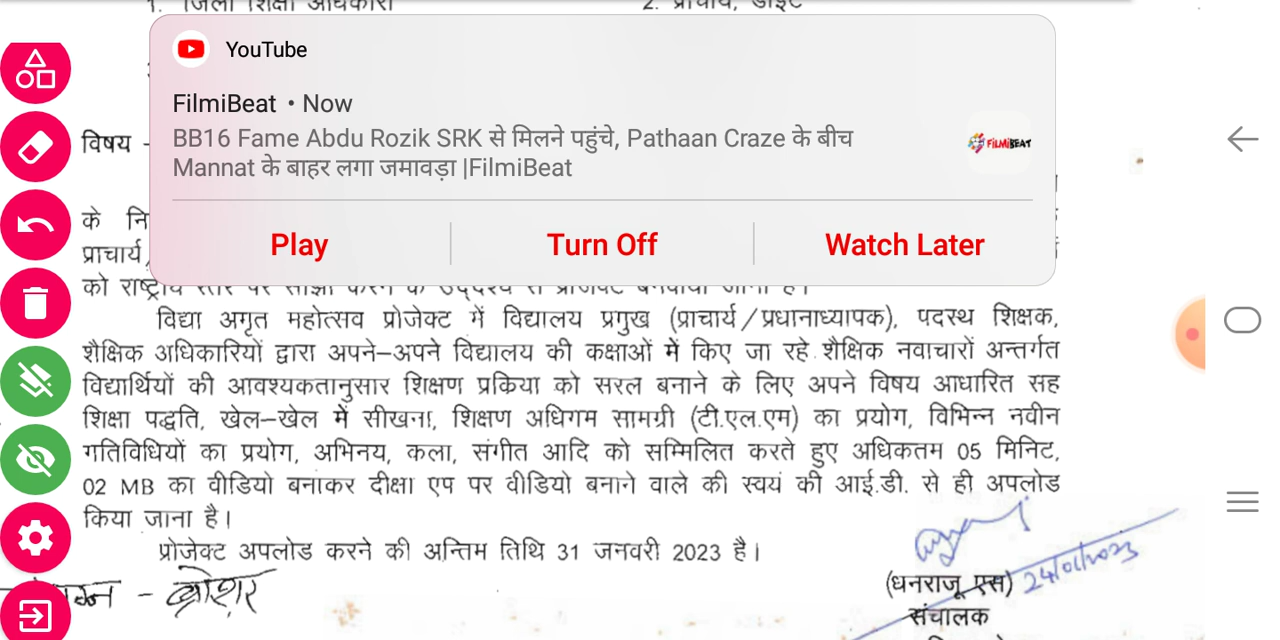 1. जिला शिक्षा अधिकारी 2. प्राचार्य, डाइट
YouTube
FilmiBeat • Now
BB16 Fame Abdu Rozik SRK से मिलने पहुंचे, Pathaan Craze के बीच
Mannat के बाहर लगा जमावड़ा |FilmiBeat
FILMIBEAT
Play Turn Off Watch Later
विषय -
के नि
प्राचार्य,
को राष्ट्रीय स्तर पर साझा करने के उद्देश्य से प्रोजेक्ट बनवाया जाना है।
विद्या अमृत महोत्सव प्रोजेक्ट में विद्यालय प्रमुख (प्राचार्य/प्रधानाध्यापक), पदस्थ शिक्षक,
शैक्षिक अधिकारियों द्वारा अपने–अपने विद्यालय की कक्षाओं में किए जा रहे शैक्षिक नवाचारों अन्तर्गत
विद्यार्थियों की आवश्यकतानुसार शिक्षण प्रकिया को सरल बनाने के लिए अपने विषय आधारित सह
शिक्षा पद्धति, खेल–खेल में सीखना, शिक्षण अधिगम सामग्री (टी.एल.एम) का प्रयोग, विभिन्न नवीन
गतिविधियों का प्रयोग, अभिनय, कला, संगीत आदि को सम्मिलित करते हुए अधिकतम 05 मिनिट,
02 MB का वीडियो बनाकर दीक्षा एप पर वीडियो बनाने वाले की स्वयं की आई.डी. से ही अपलोड
किया जाना है।
प्रोजेक्ट अपलोड करने की अन्तिम तिथि 31 जनवरी 2023 है।
- ब्रोशर
(धनराजू एस) 24/01/2023
संचालक